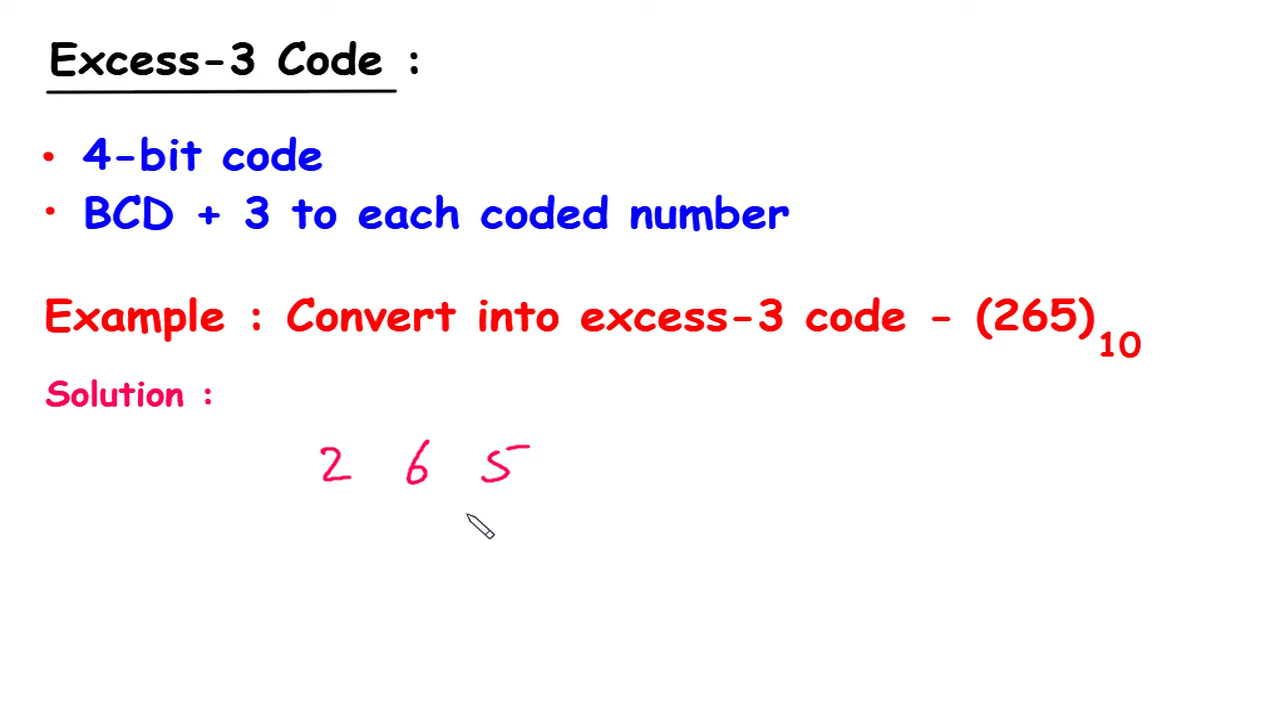 Excess-3 Code :
• 4-bit code
• BCD + 3 to each coded number
Example : Convert into excess-3 code - (265)10
Solution :
2 6 5